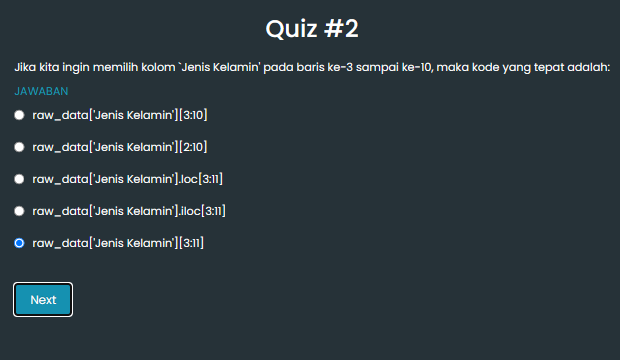 Quiz #2
Jika kita ingin memilih kolom `Jenis Kelamin' pada baris ke-3 sampai ke-10, maka kode yang tepat adalah:
JAWABAN
raw_data['Jenis Kelamin'][3:10]
raw_data['Jenis Kelamin'][2:10]
raw_data['Jenis Kelamin'].loc[3:11]
raw_data['Jenis Kelamin'].iloc[3:11]
raw_data['Jenis Kelamin'][3:11]
Next